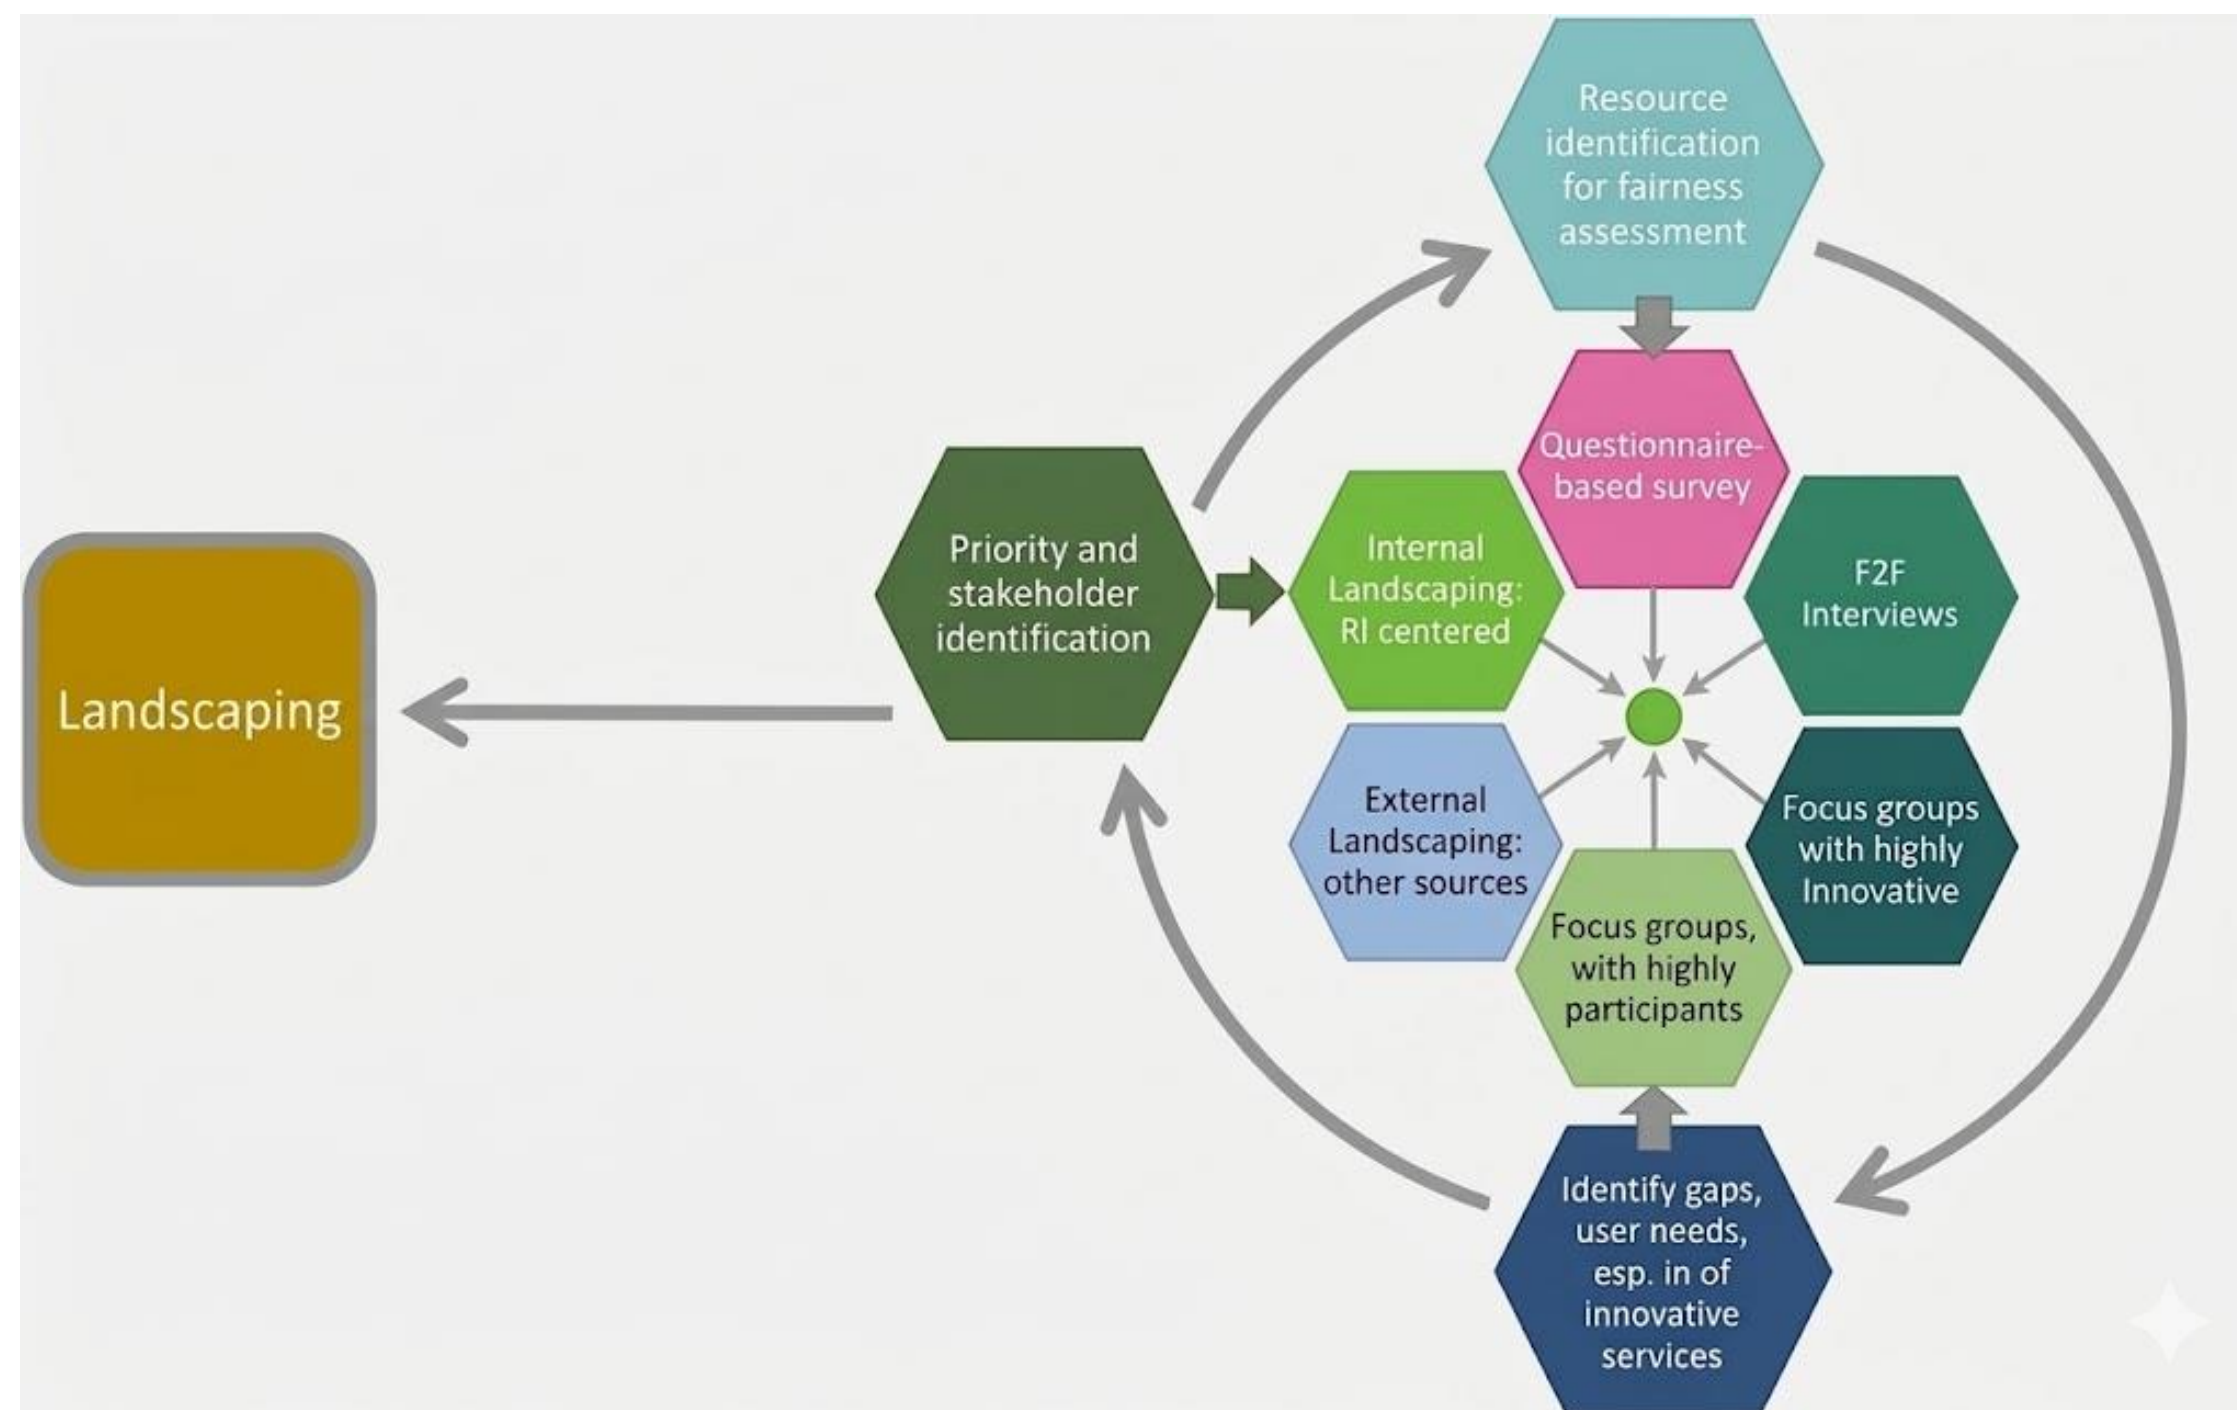 Resource
identification
for fairness
assessment
Questionnaire-
based survey
Priority and
stakeholder
identification
Internal
Landscaping:
RI centered
F2F
Interviews
Landscaping
External
Landscaping:
other sources
Focus groups
with highly
Innovative
Focus groups,
with highly
participants
Identify gaps,
user needs,
esp. in of
innovative
services